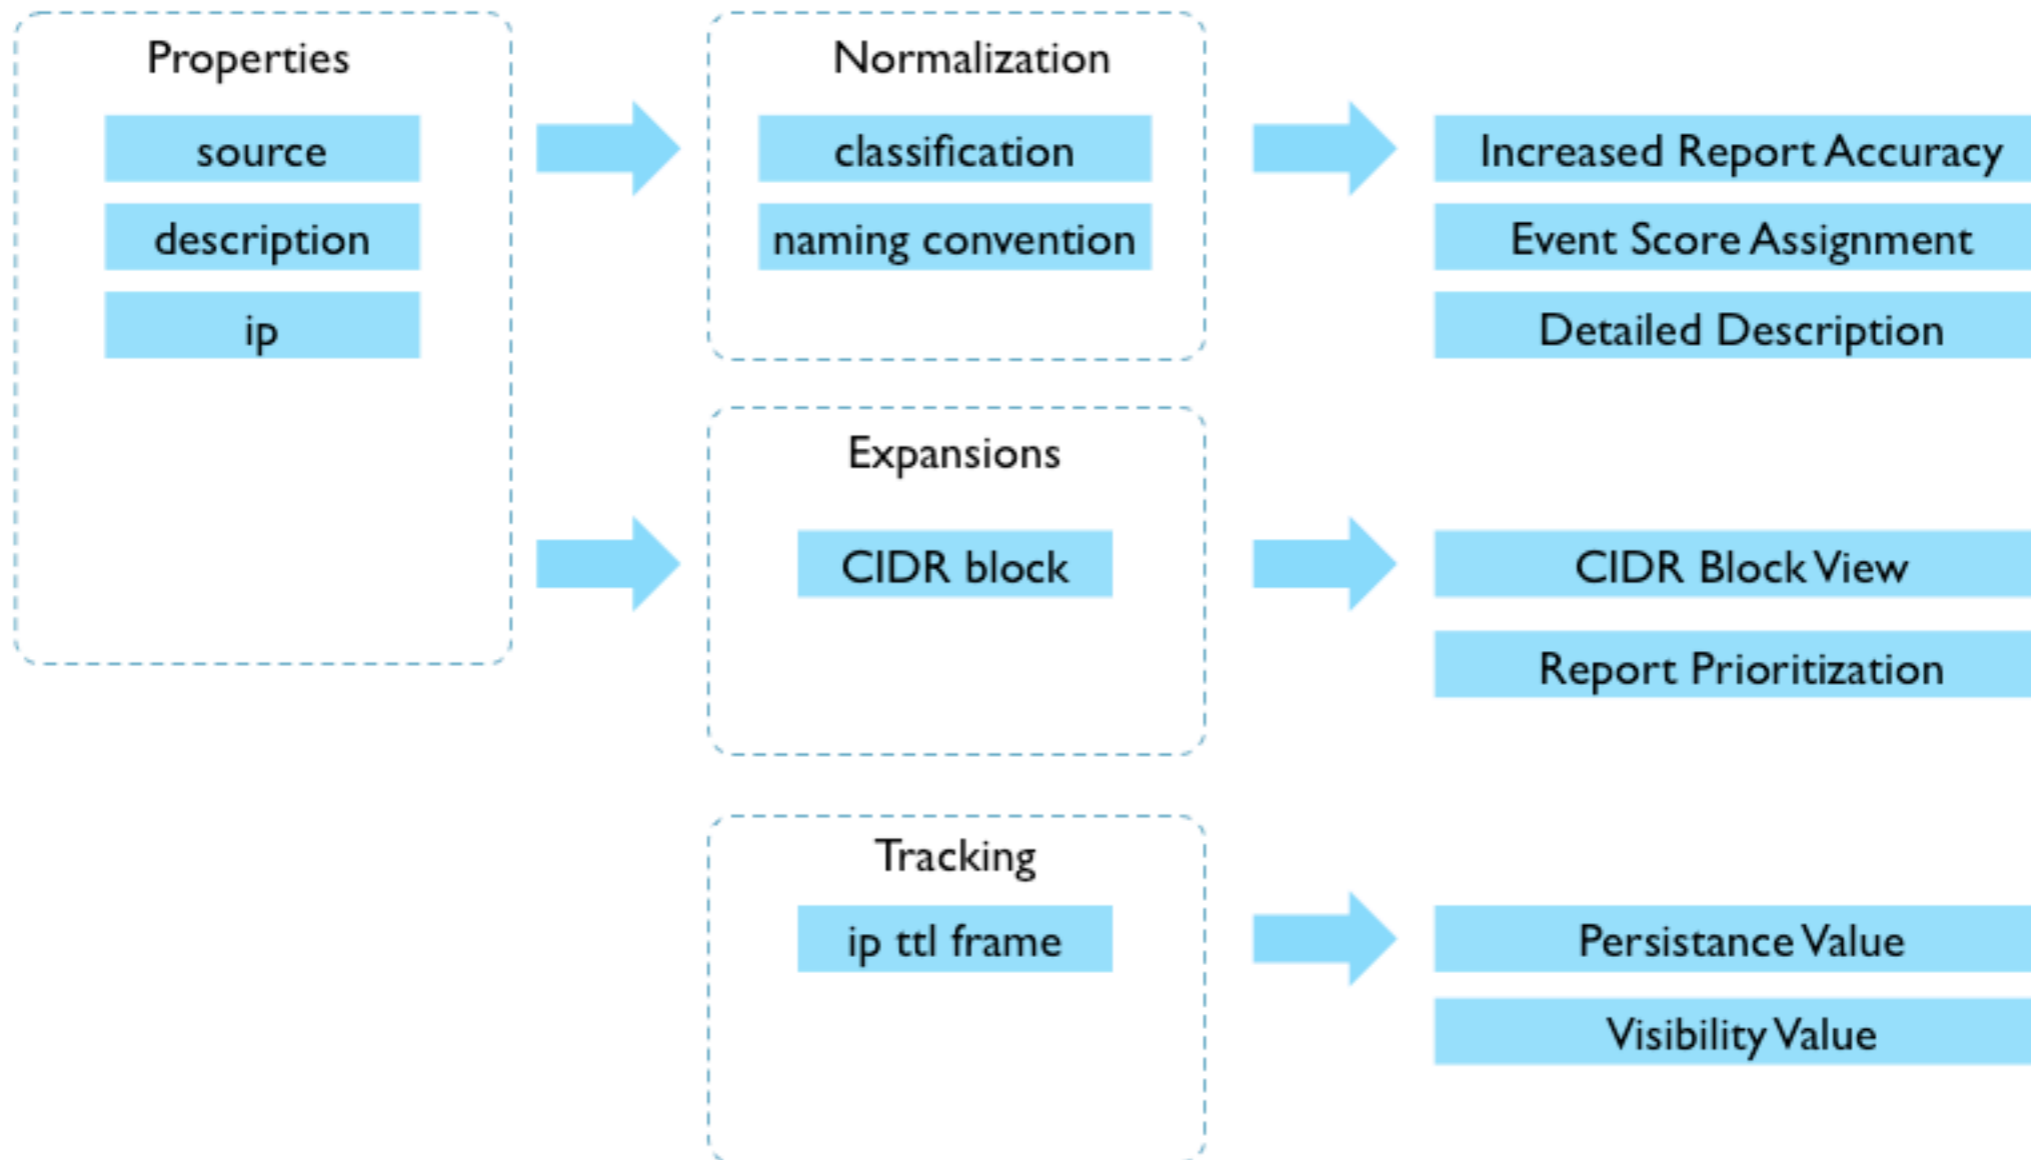 Properties
source
description
ip
Normalization
classification
naming convention
Increased Report Accuracy
Event Score Assignment
Detailed Description
Expansions
CIDR block
CIDR Block View
Report Prioritization
Tracking
ip ttl frame
Persistance Value
Visibility Value